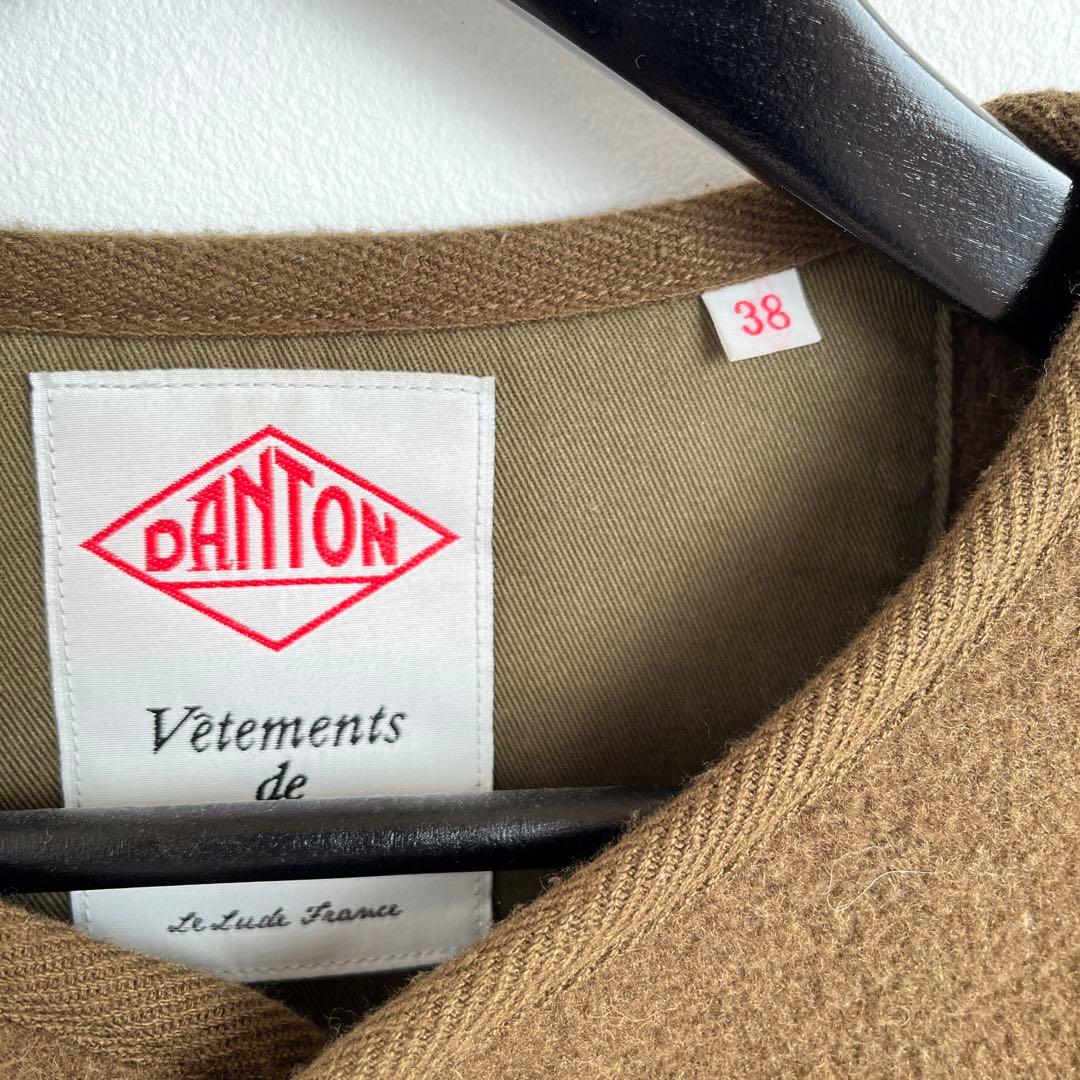 38
DANTON
Vêtements
de
Le Lude France